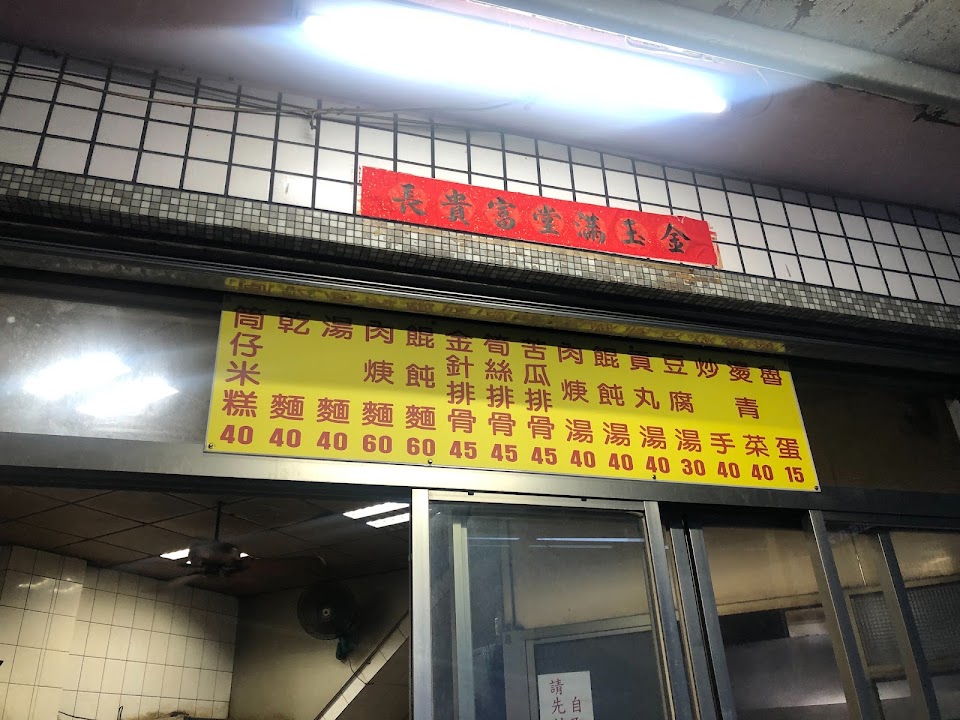 金玉滿堂富貴長
筒仔米糕 40
乾麵 40
湯麵 40
肉焿麵 60
餛飩麵 60
金針排骨 45
筍絲排骨 45
苦瓜排骨 45
肉焿湯 40
餛飩湯 40
貢丸湯 40
豆腐湯 30
炒手 40
燙青菜 40
魯蛋 15
自
請先